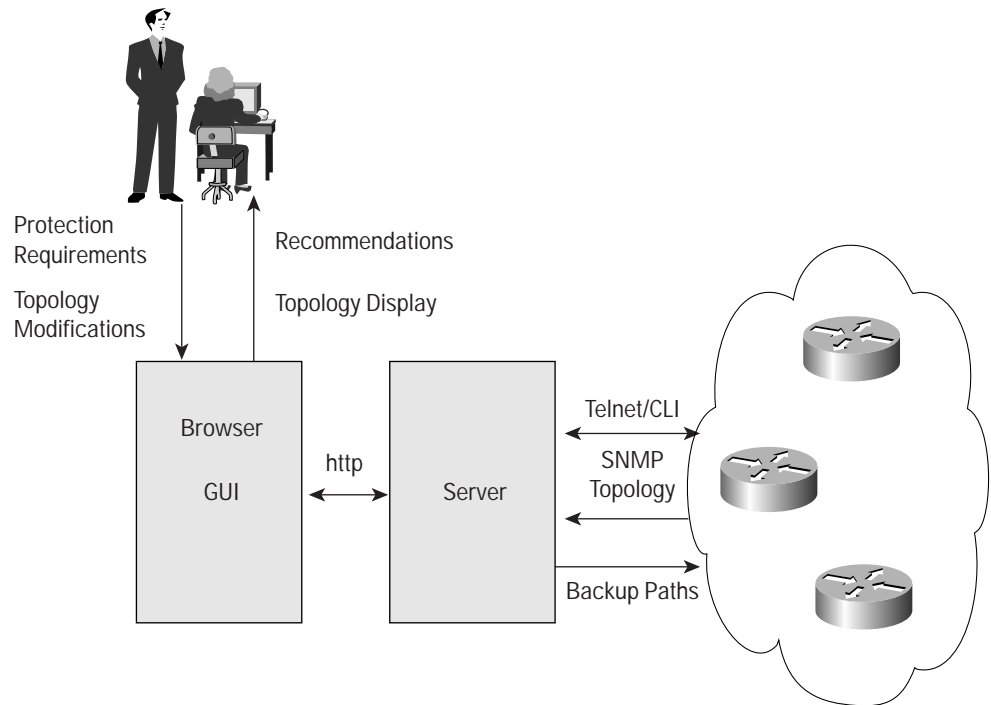 Protection
Requirements
Topology
Modifications
Recommendations
Topology Display
Browser
GUI
http
Server
Telnet/CLI
SNMP
Topology
Backup Paths